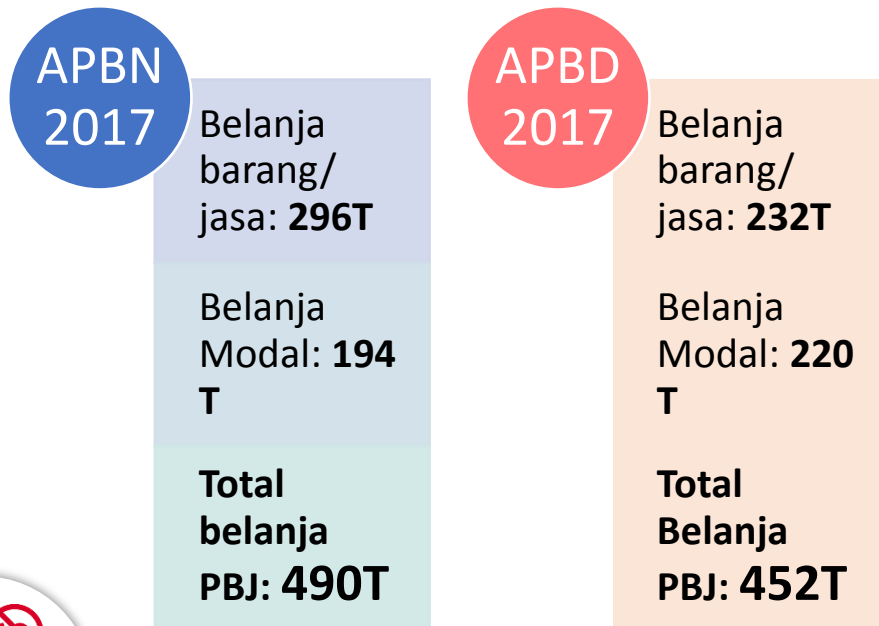 APBN
2017
Belanja
barang/
jasa: 296T
Belanja
Modal: 194
T
Total
belanja
PBJ: 490T
APBD
2017
Belanja
barang/
jasa: 232T
Belanja
Modal: 220
T
Total
Belanja
PBJ: 452T